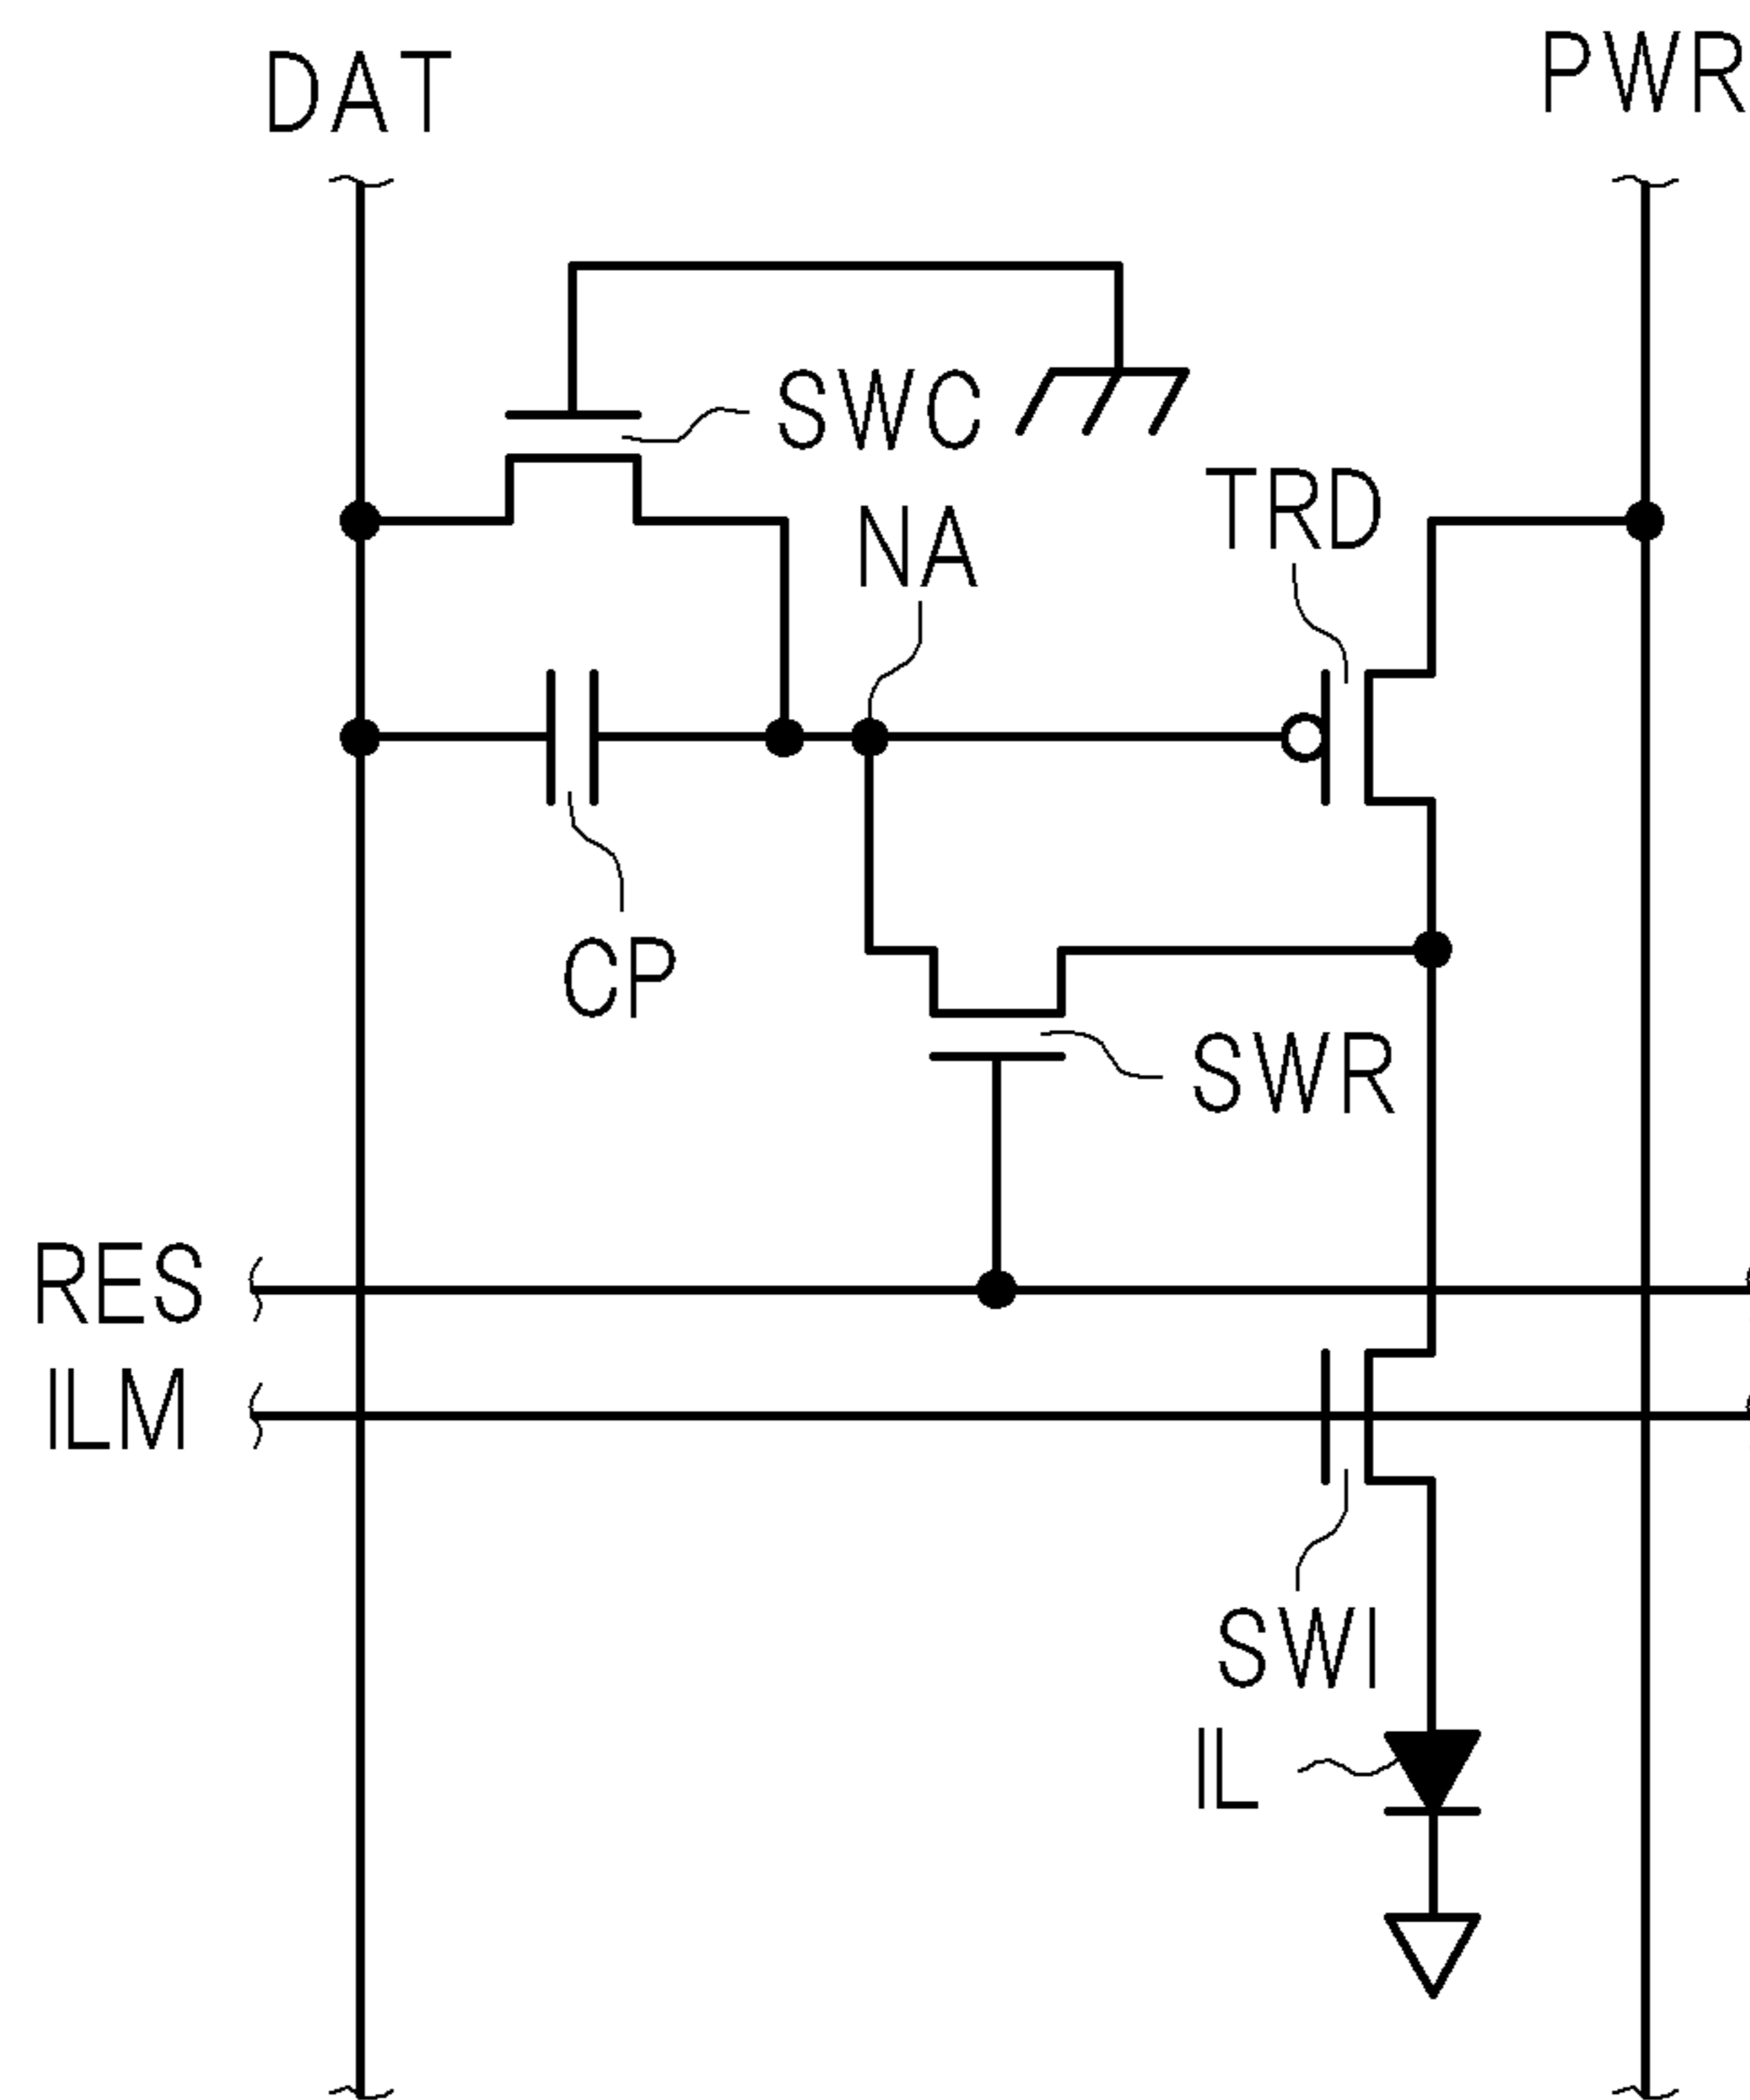 DAT
PWR
SWC
NA
TRD
CP
SWR
RES
ILM
SWI
IL